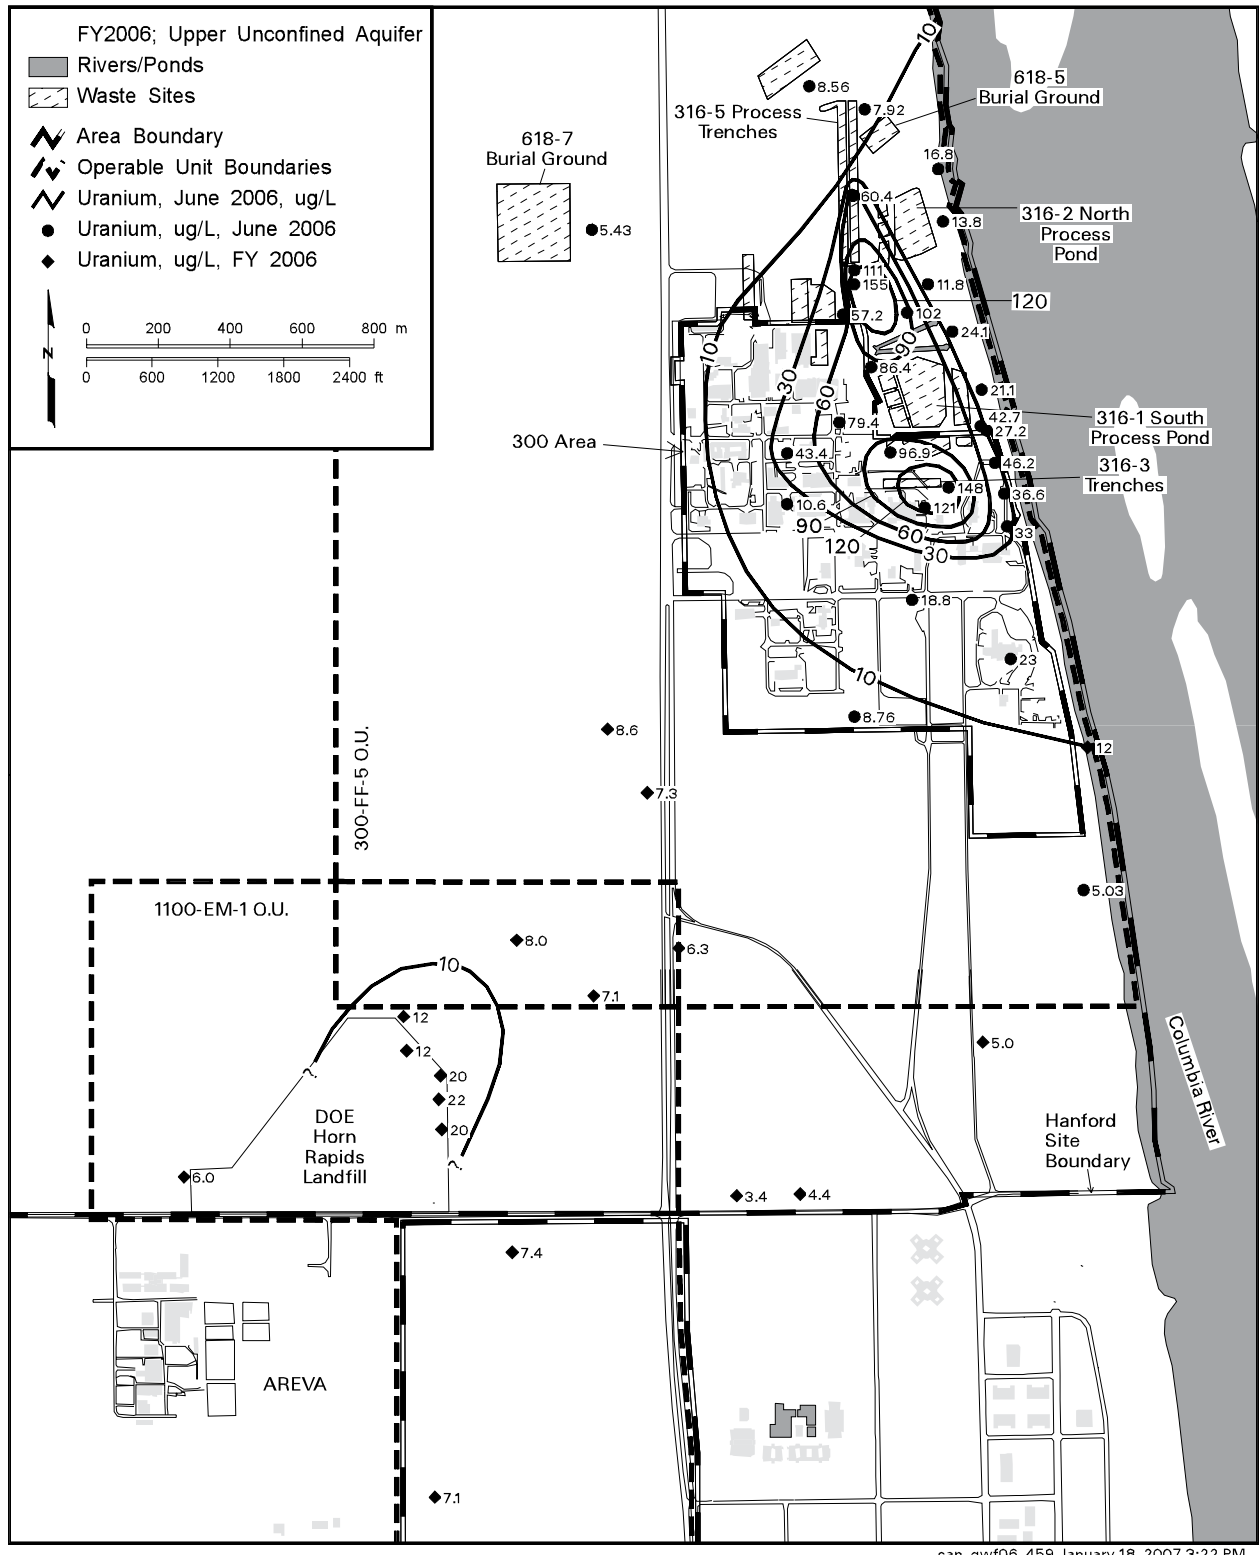 FY2006; Upper Unconfined Aquifer
Rivers/Ponds
Waste Sites
Area Boundary
Operable Unit Boundaries
Uranium, June 2006, ug/L
Uranium, ug/L, June 2006
Uranium, ug/L, FY 2006
N
0 200 400 600 800 m
0 600 1200 1800 2400 ft
10
8.56
618-5
Burial Ground
316-5 Process
Trenches
7.92
618-7
Burial Ground
16.8
60.4
316-2 North
Process
Pond
13.8
5.43
111
155
11.8
120
57.2
102
24.1
90
10
86.4
30
60
21.1
79.4
42.7
27.2
316-1 South
Process Pond
300 Area
43.4
96.9
46.2
316-3
Trenches
148
36.6
10.6
121
90
60
33
120
30
18.8
23
10
8.76
8.6
12
7.3
300-FF-5 O.U.
5.03
1100-EM-1 O.U.
8.0
6.3
10
7.1
12
12
5.0
?
20
22
20
?
DOE
Horn
Rapids
Landfill
Columbia River
Hanford
Site
Boundary
6.0
3.4
4.4
7.4
AREVA
7.1
can_gwf06_459 January 18, 2007 3:22 PM